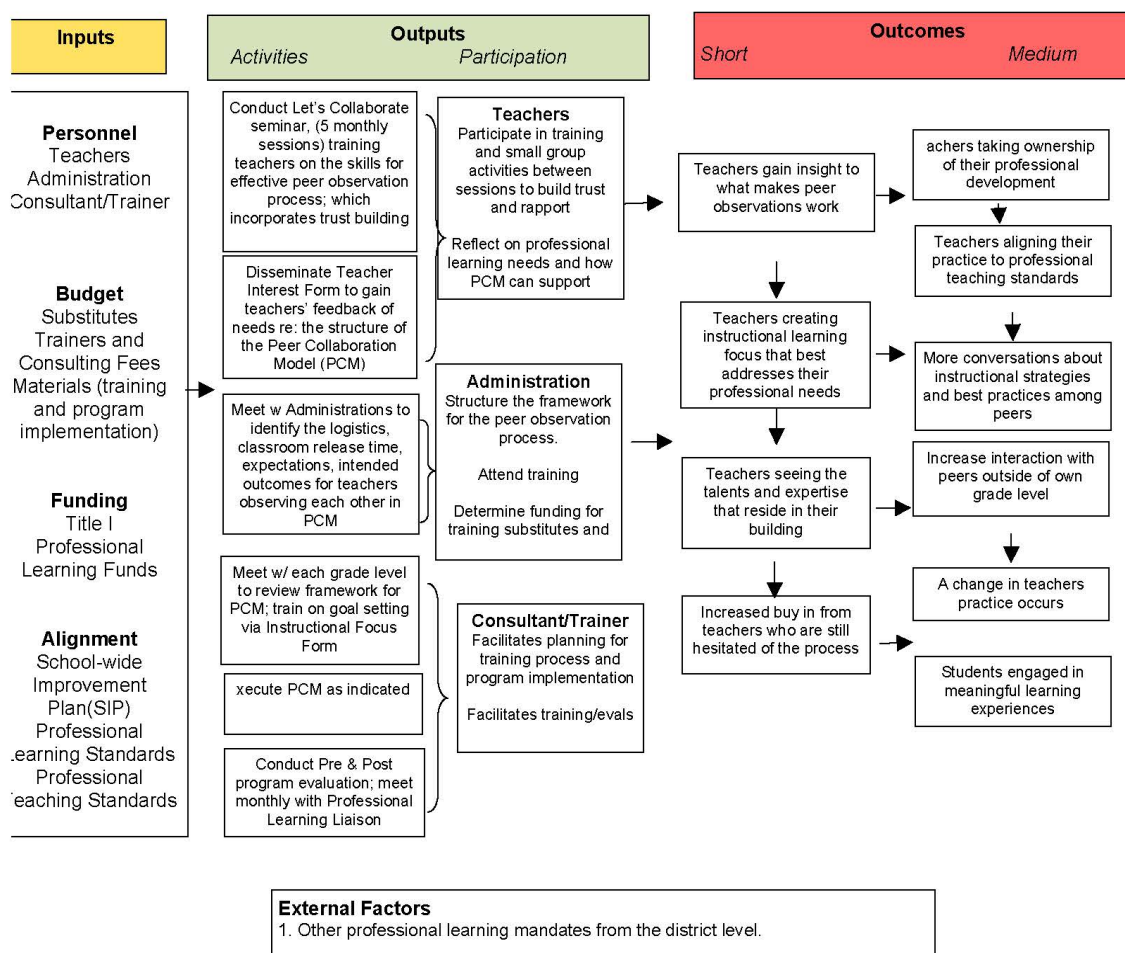 Inputs
Outputs
Activities
Participation
Outcomes
Short
Medium
Personnel
Teachers
Administration
Consultant/Trainer
Budget
Substitutes
Trainers and
Consulting Fees
Materials (training
and program
implementation)
Funding
Title I
Professional
Learning Funds
Alignment
School-wide
Improvement
Plan(SIP)
Professional
Learning Standards
Professional
Teaching Standards
Conduct Let's Collaborate
seminar, (5 monthly
sessions) training
teachers on the skills for
effective peer observation
process; which
incorporates trust building
Disseminate Teacher
Interest Form to gain
teachers' feedback of
needs re: the structure of
the Peer Collaboration
Model (PCM)
Meet w Administrations to
identify the logistics,
classroom release time,
expectations, intended
outcomes for teachers
observing each other in
PCM
Meet w/ each grade level
to review framework for
PCM; train on goal setting
via Instructional Focus
Form
xecute PCM as indicated
Conduct Pre & Post
program evaluation; meet
monthly with Professional
Learning Liaison
Teachers
Participate in training
and small group
activities between
sessions to build trust
and rapport
Reflect on professional
learning needs and how
PCM can support
Administration
Structure the framework
for the peer observation
process.
Attend training
Determine funding for
training substitutes and
Consultant/Trainer
Facilitates planning for
training process and
program implementation
Facilitates training/evals
Teachers gain insight to
what makes peer
observations work
Teachers creating
instructional learning
focus that best
addresses their
professional needs
Teachers seeing the
talents and expertise
that reside in their
building
Increased buy in from
teachers who are still
hesitated of the process
achers taking ownership
of their professional
development
Teachers aligning their
practice to professional
teaching standards
More conversations about
instructional strategies
and best practices among
peers
Increase interaction with
peers outside of own
grade level
A change in teachers
practice occurs
Students engaged in
meaningful learning
experiences
External Factors
1. Other professional learning mandates from the district level.